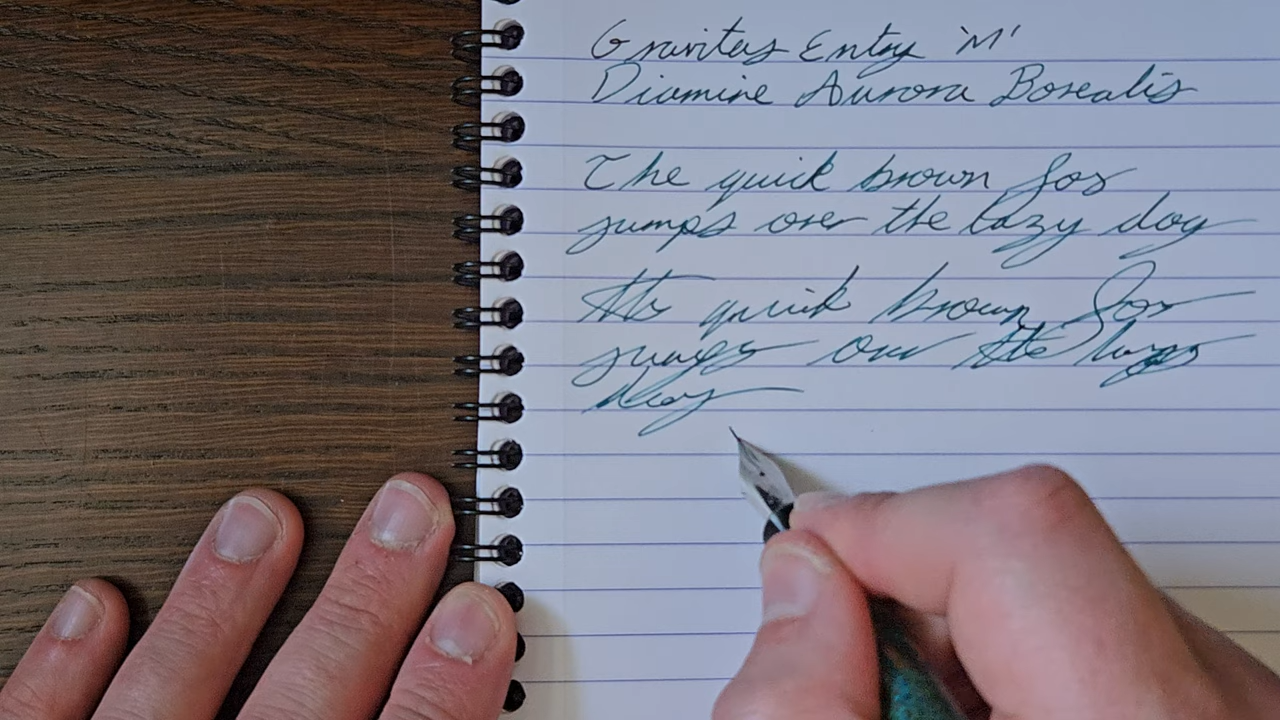 Gravitas Entry 'M'
Diamine Aurora Borealis
The quick brown fox
jumps over the lazy dog
the quick brown fox
jumps over the lazy
dog